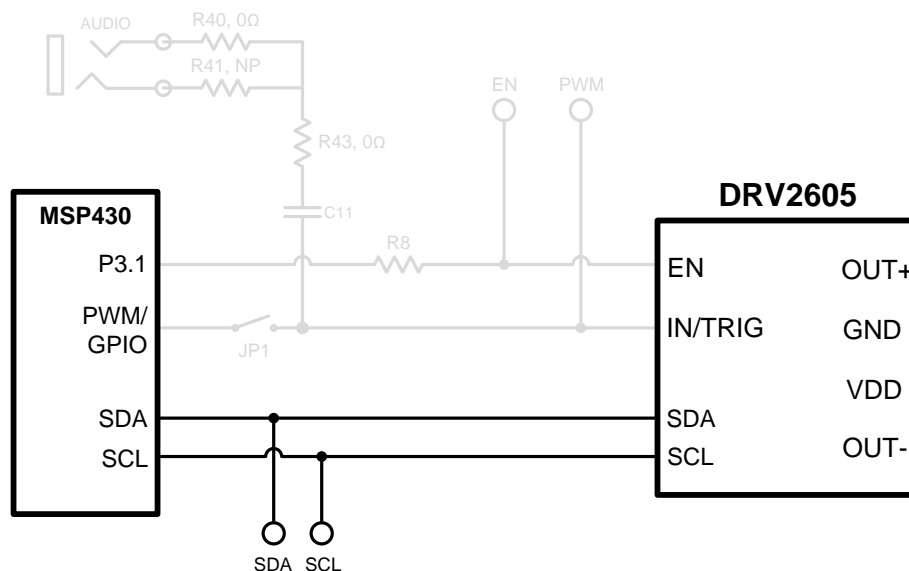 AUDIO
R40, 0Ω
R41, NP
EN
PWM
R43, 0Ω
C11
DRV2605
MSP430
R8
P3.1
EN
OUT+
PWM/
GPIO
JP1
IN/TRIG
GND
VDD
SDA
SDA
SCL
SCL
OUT-
SDA
SCL